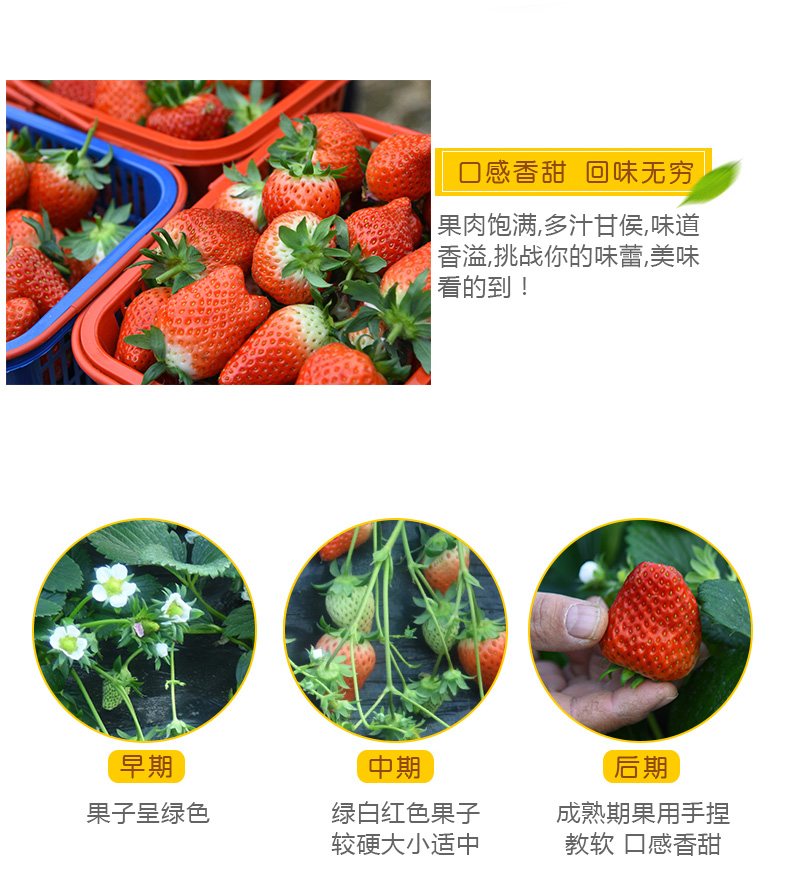 口感香甜 回味无穷
果肉饱满,多汁甘侯,味道
香溢,挑战你的味蕾,美味
看的到！
早期
中期
后期
果子呈绿色
绿白红色果子
较硬大小适中
成熟期果用手捏
教软 口感香甜